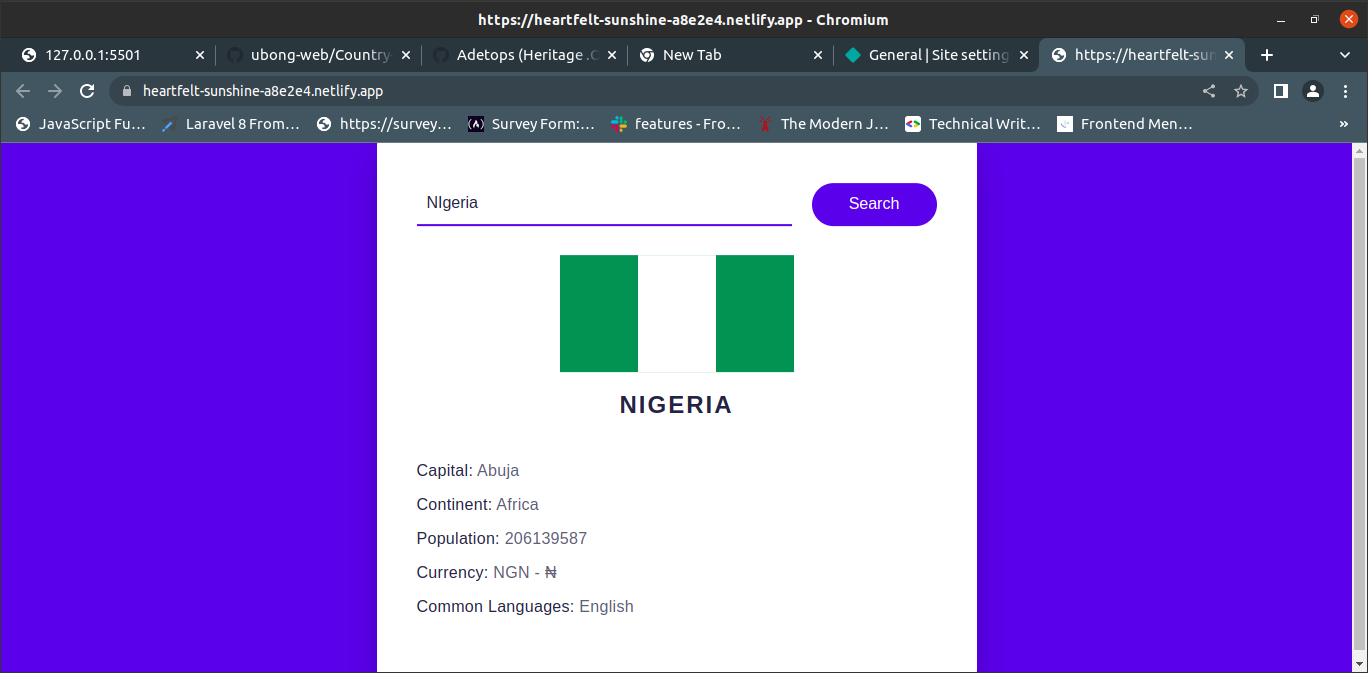 https://heartfelt-sunshine-a8e2e4.netlify.app - Chromium
127.0.0.1:5501 ubong-web/Country Adetops (Heritage .C New Tab General | Site setting https://heartfelt-sun
heartfelt-sunshine-a8e2e4.netlify.app
JavaScript Fu... Laravel 8 From... https://survey... Survey Form:... features - Fro... The Modern J... Technical Writ... Frontend Men... »
NIgeria Search
NIGERIA
Capital: Abuja
Continent: Africa
Population: 206139587
Currency: NGN - ₦
Common Languages: English